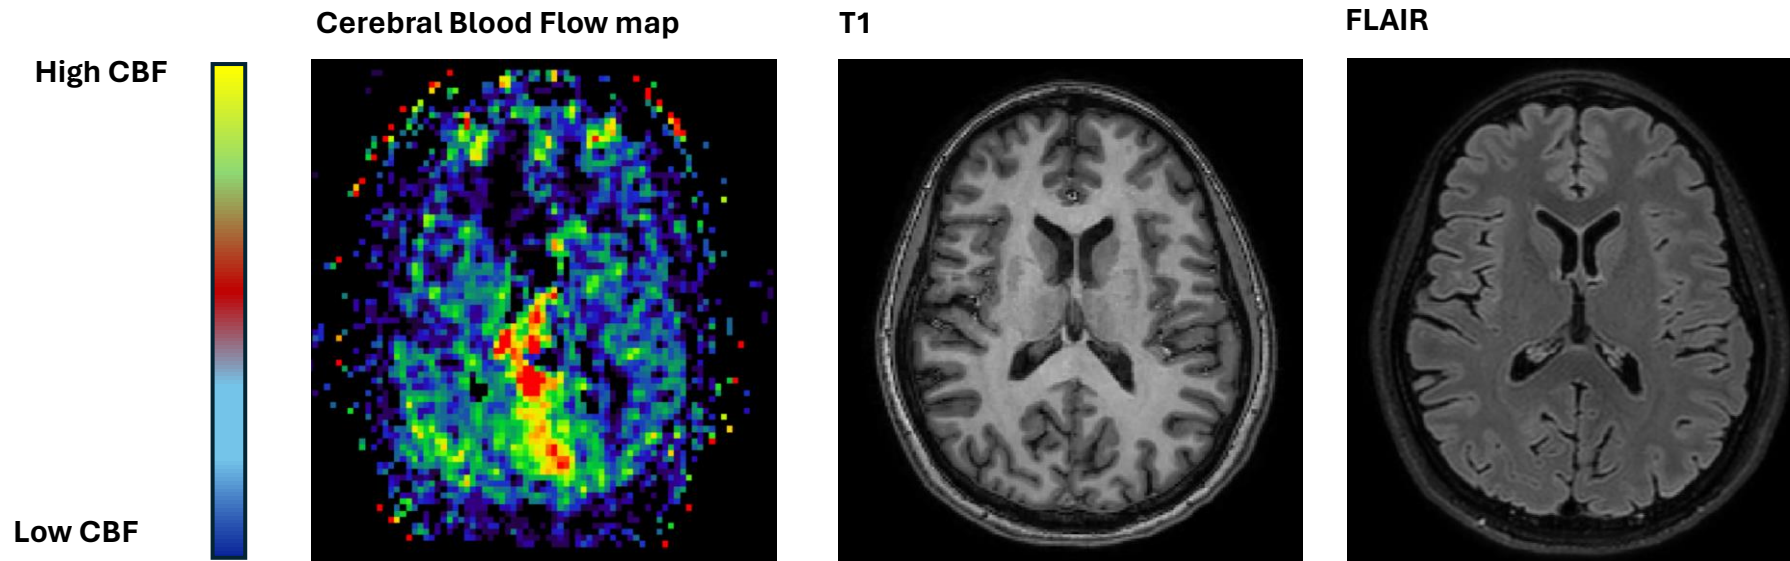 Cerebral Blood Flow map
T1
FLAIR
High CBF
Low CBF